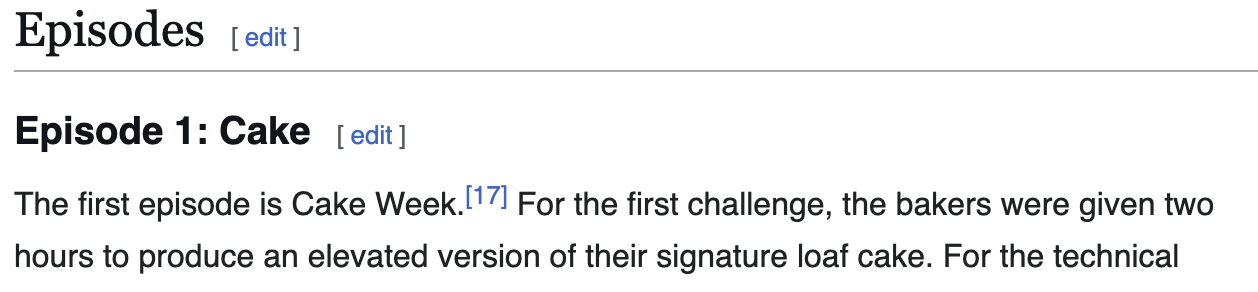 Episodes [ edit ]
Episode 1: Cake [ edit ]
The first episode is Cake Week.[17] For the first challenge, the bakers were given two
hours to produce an elevated version of their signature loaf cake. For the technical